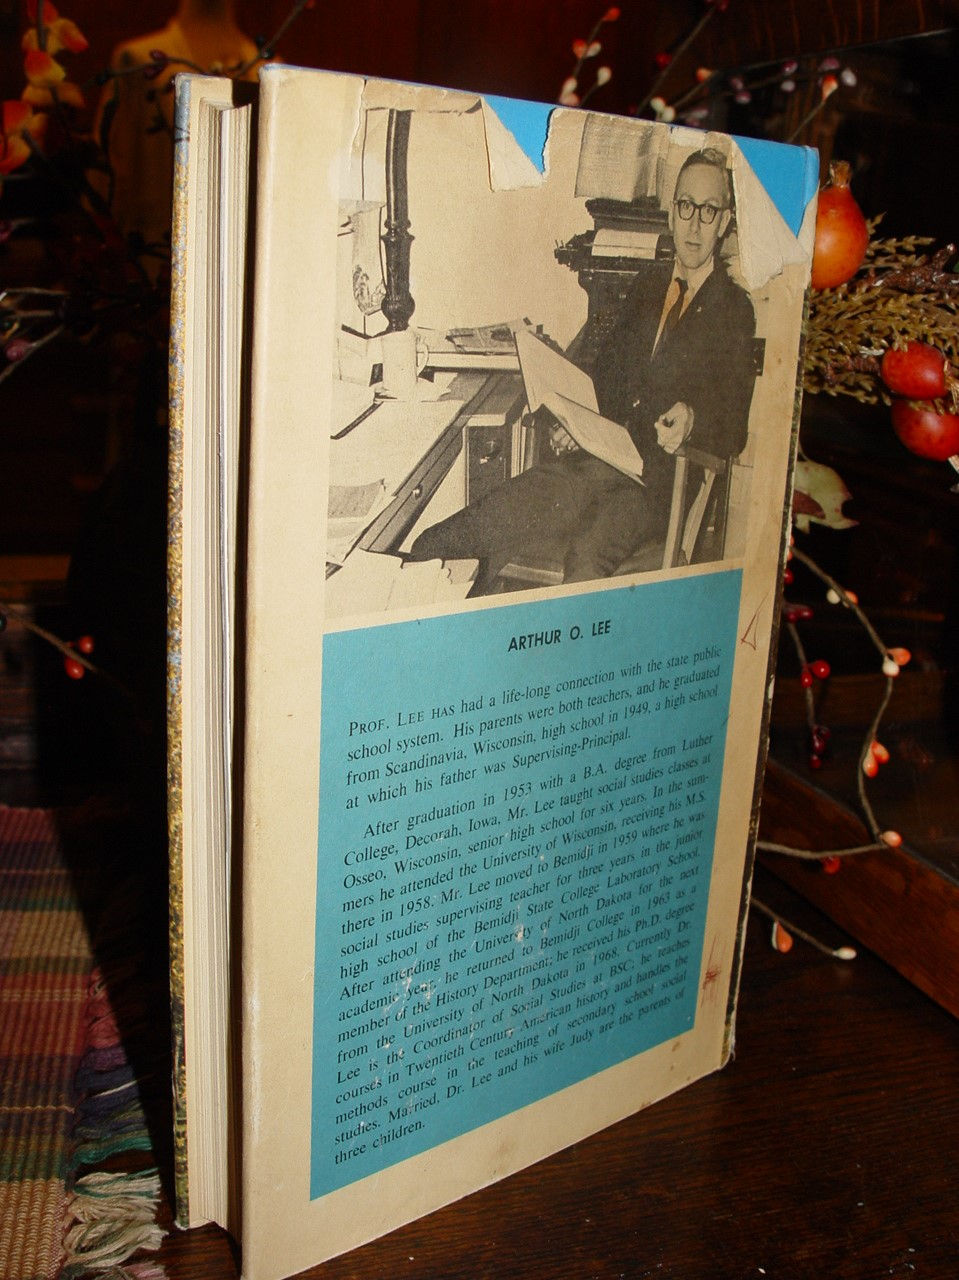 ARTHUR O. LEE
PROF. LEE HAS had a life-long connection with the state public
school system. His parents were both teachers, and he graduated
from Scandinavia, Wisconsin, high school in 1949, a high school
at which his father was Supervising-Principal.
After graduation in 1953 with a B.A. degree from Luther
College, Decorah, Iowa, Mr. Lee taught social studies classes at
Osseo, Wisconsin, senior high school for six years. In the sum-
mers he attended the University of Wisconsin, receiving his M.S.
there in 1958. Mr. Lee moved to Bemidji in 1959 where he was
social studies supervising teacher for three years in the junior
high school of the Bemidji State College Laboratory School.
After attending the University of North Dakota for the next
academic year, he returned to Bemidji College in 1963 as a
member of the History Department; he received his Ph.D. degree
from the University of North Dakota in 1968. Currently Dr.
Lee is the Coordinator of Social Studies at BSC; he teaches
courses in Twentieth Century American history and handles the
methods course in the teaching of secondary school social
studies. Married, Dr. Lee and his wife Judy are the parents of
three children.